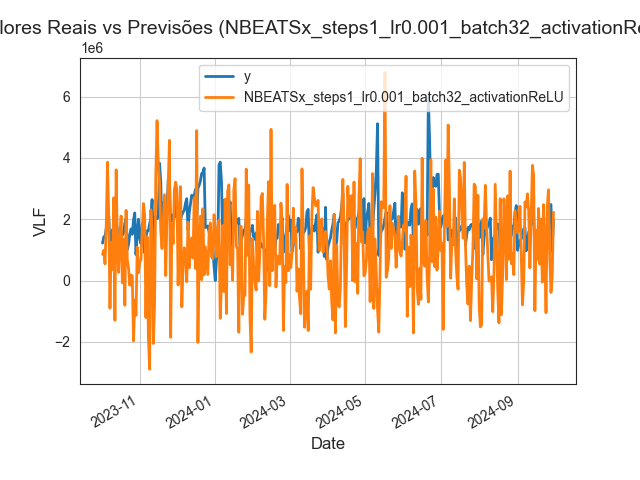 lores Reais vs Previsões (NBEATSx_steps1_lr0.001_batch32_activationRe
1e6
y
NBEATSx_steps1_lr0.001_batch32_activationReLU
6
4
2
0
−2
VLF
2023-11
2024-01
2024-03
2024-05
2024-07
2024-09
Date